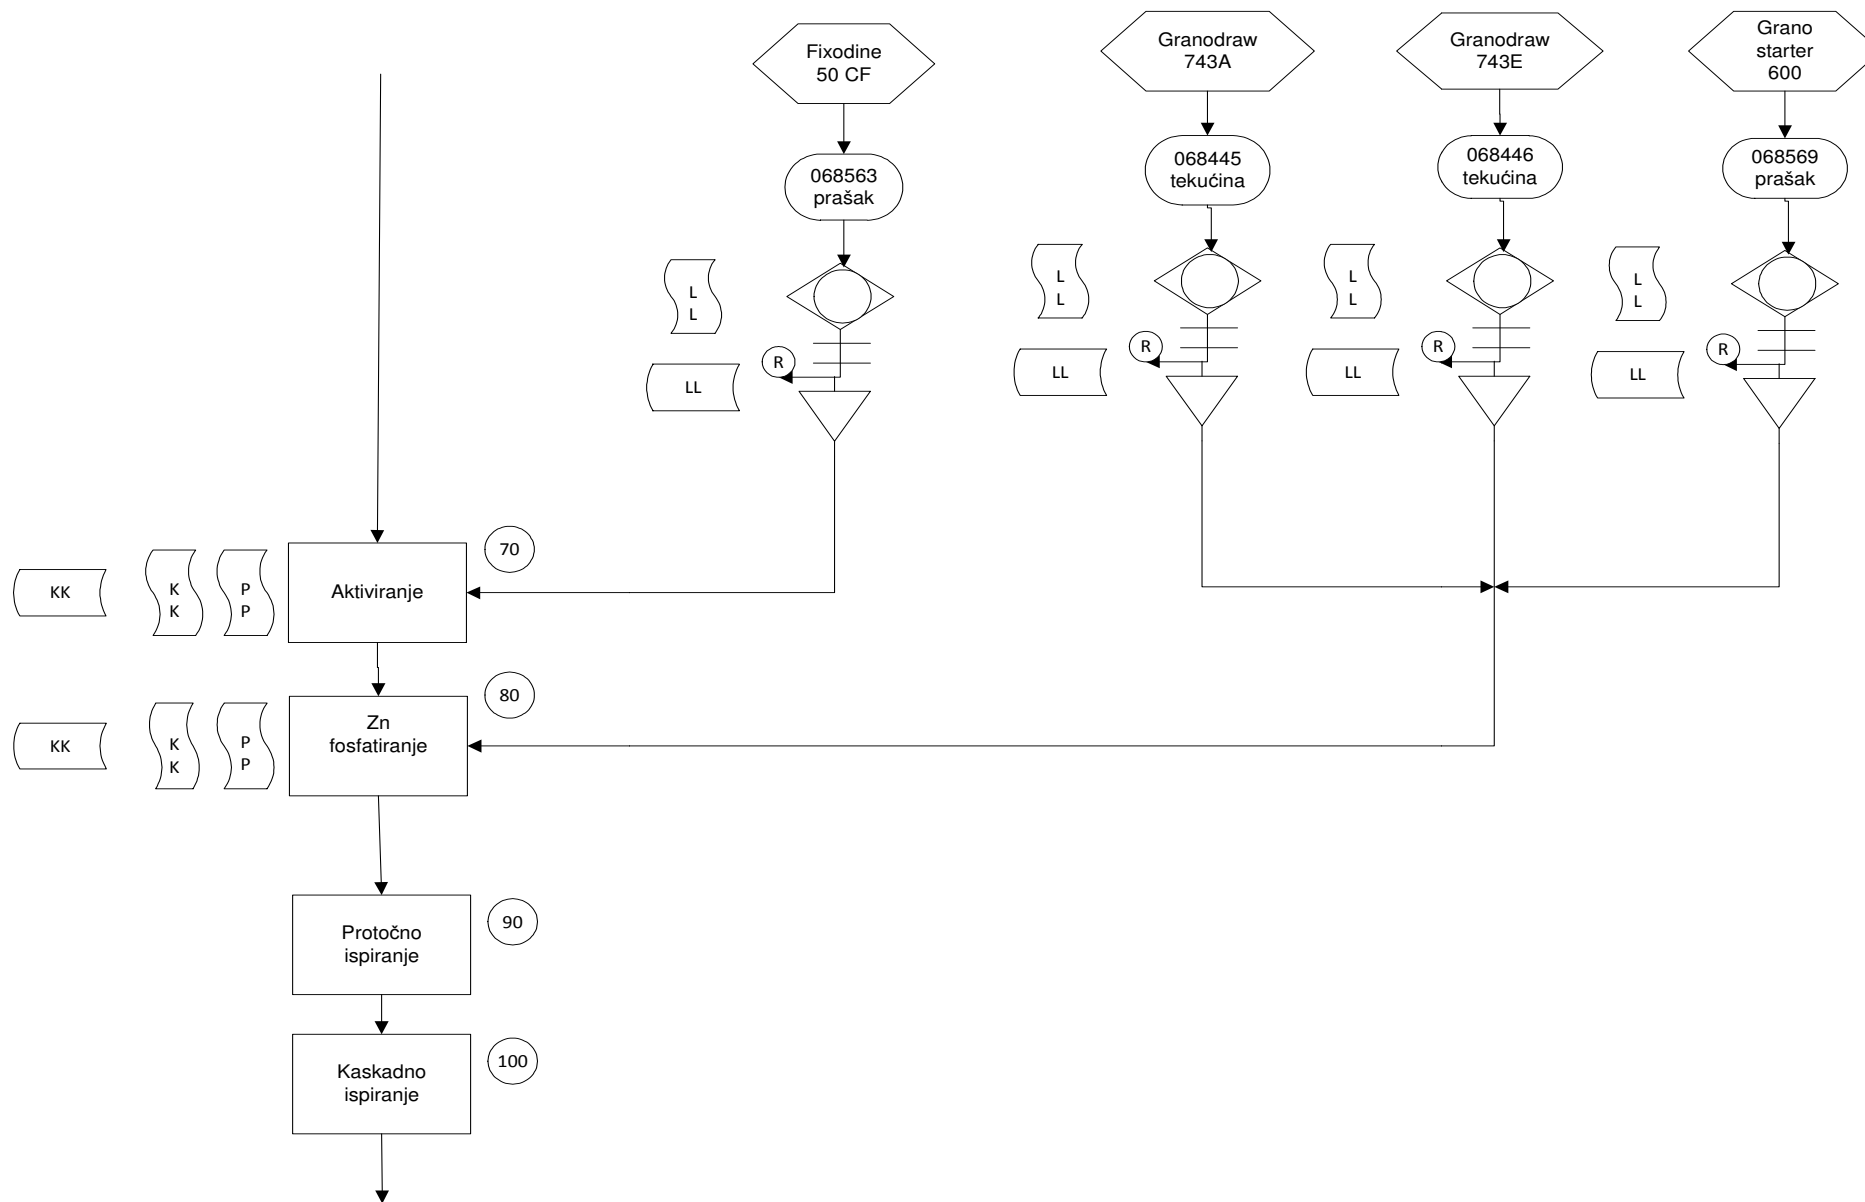 Fixodine
50 CF
Granodraw
743A
Granodraw
743E
Grano
starter
600
068563
prašak
068445
tekućina
068446
tekućina
068569
prašak
L
L
L
L
L
L
L
L
R
R
R
R
LL
LL
LL
LL
70
KK
K
K
P
P
Aktiviranje
80
KK
K
K
P
P
Zn
fosfatiranje
90
Protočno
ispiranje
100
Kaskadno
ispiranje